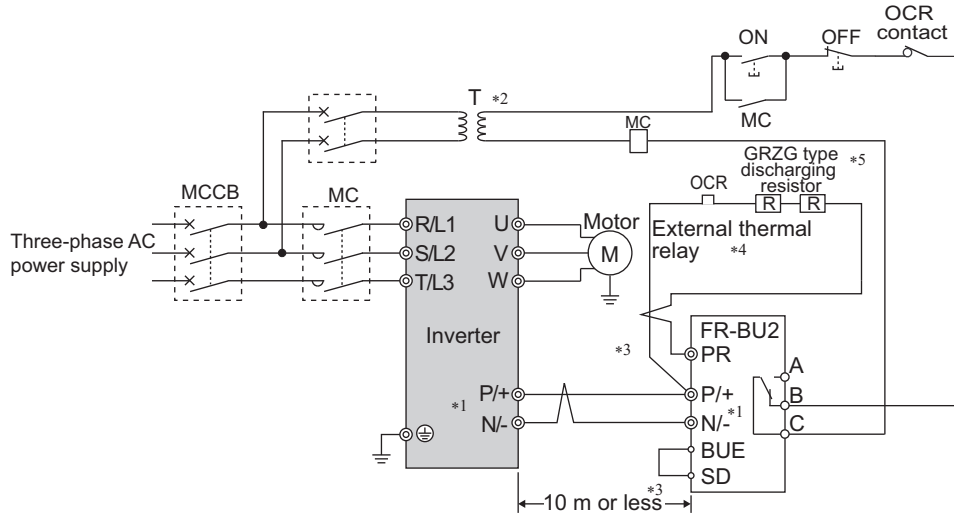 OCR
contact
ON
OFF
T *2
MC
MC
GRZG type
discharging
resistor
*5
MCCB
MC
OCR
R
R
Three-phase AC
power supply
R/L1
S/L2
T/L3
U
V
W
Motor
M
External thermal
relay *4
Inverter
FR-BU2
*3
PR
A
P/+
N/-
*1
P/+
N/-
*1
B
C
BUE
SD
*3
10 m or less